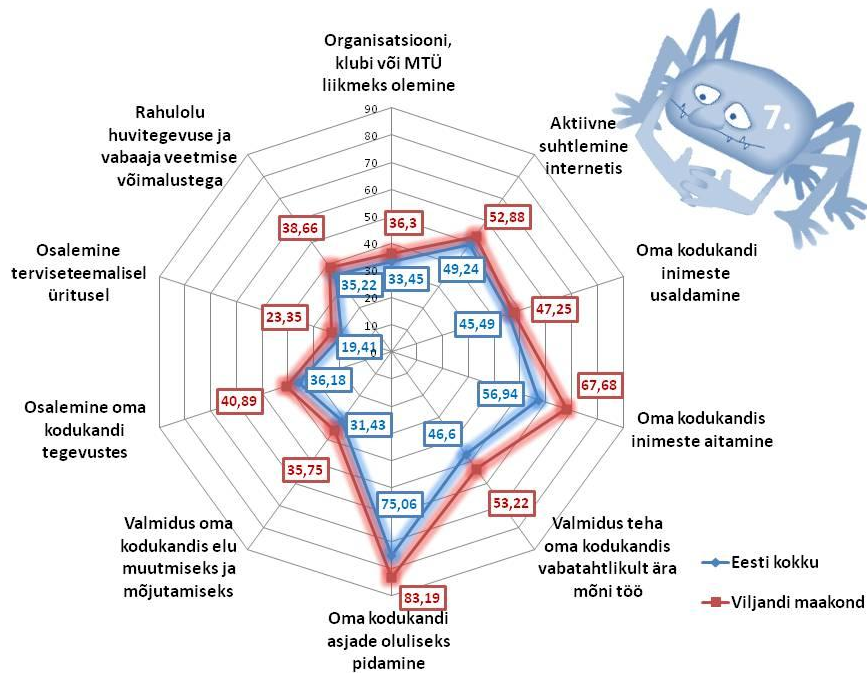 Organisatsiooni,
klubi või MTÜ
liikmeks olemine
7.
Aktiivne
suhtlemine
internetis
Oma kodukandi
inimeste
usaldamine
Oma kodukandis
inimeste aitamine
Valmidus teha
oma kodukandis
vabatahtlikult ära
mõni töö
Oma kodukandi
asjade oluliseks
pidamine
Valmidus oma
kodukandis elu
muutmiseks ja
mõjutamiseks
Osalemine oma
kodukandi
tegevustes
Osalemine
terviseteemalisel
üritusel
Rahulolu
huvitegevuse ja
vabaaja veetmise
võimalustega
90
80
70
60
50
40
30
20
10
0
36,3
52,88
47,25
67,68
53,22
83,19
35,75
40,89
23,35
38,66
33,45
49,24
45,49
56,94
46,6
75,06
31,43
36,18
19,41
35,22
Eesti kokku
Viljandi maakond